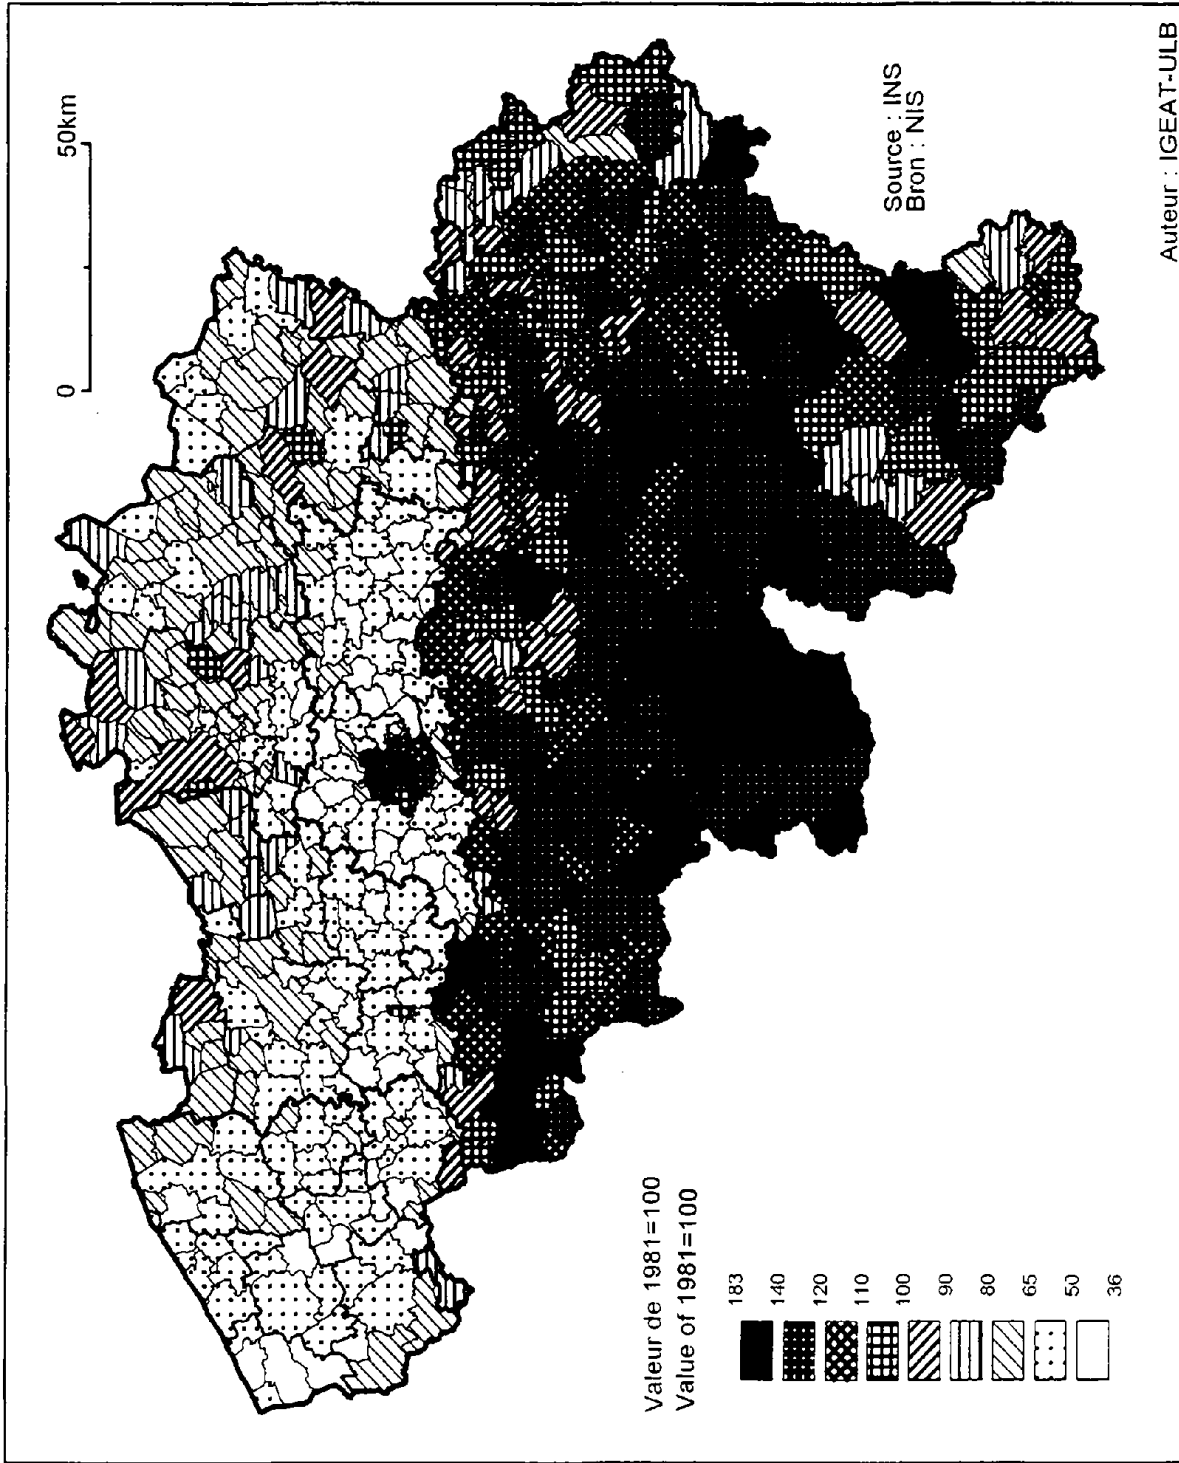 0 50km
Source : INS
Bron : NIS
Valeur de 1981=100
Value of 1981=100
183
140
120
110
100
90
80
65
50
36
Auteur : IGEAT-ULB